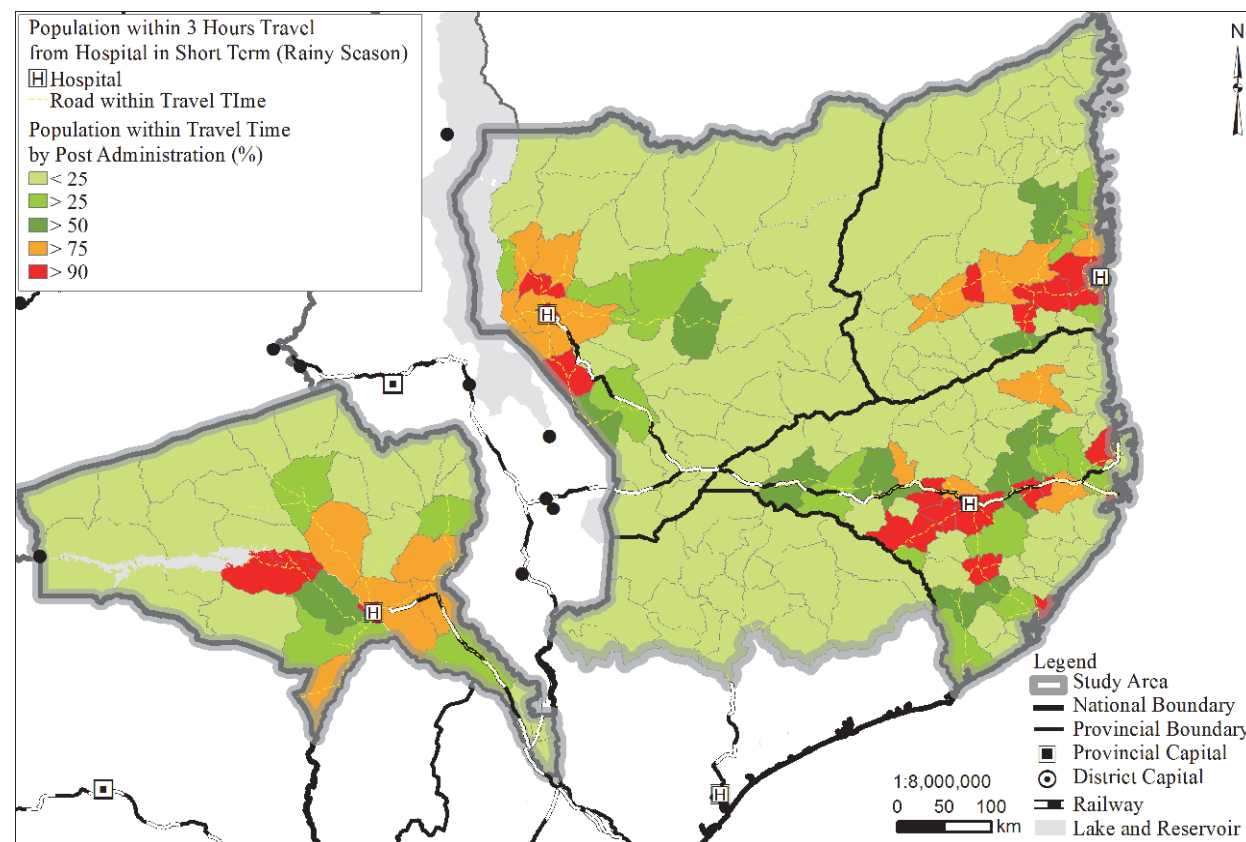 Population within 3 Hours Travel
from Hospital in Short Term (Rainy Season)
H Hospital
Road within Travel TIme
Population within Travel Time
by Post Administration (%)
< 25
> 25
> 50
> 75
> 90
N
H
H
H
H
H
Legend
Study Area
National Boundary
Provincial Boundary
Provincial Capital
District Capital
Railway
Lake and Reservoir
1:8,000,000
0 50 100
km